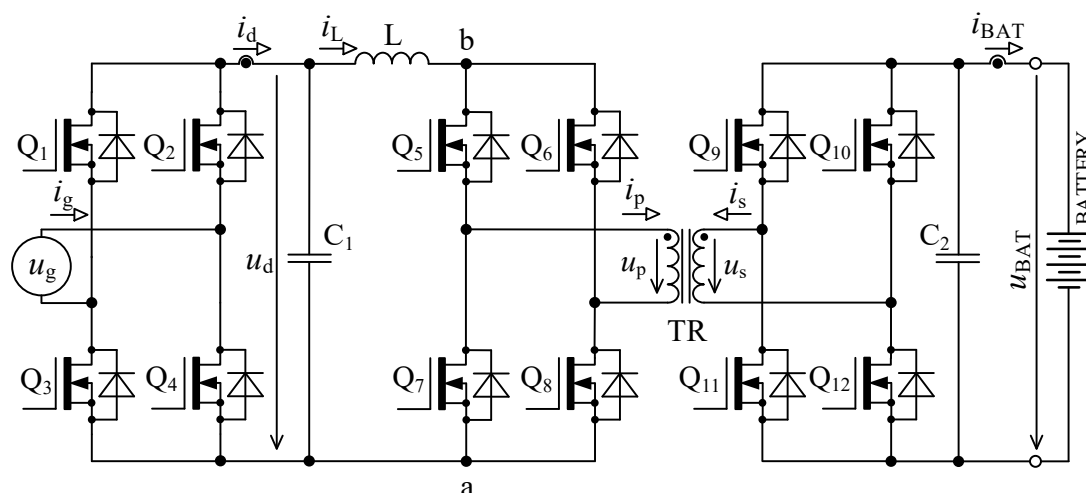 i_d
i_L
L
b
i_BAT
Q_1
Q_2
Q_5
Q_6
Q_9
Q_10
i_g
i_p
i_s
u_g
u_d
C_1
u_p
u_s
C_2
u_BAT
BATTERY
TR
Q_3
Q_4
Q_7
Q_8
Q_11
Q_12
a